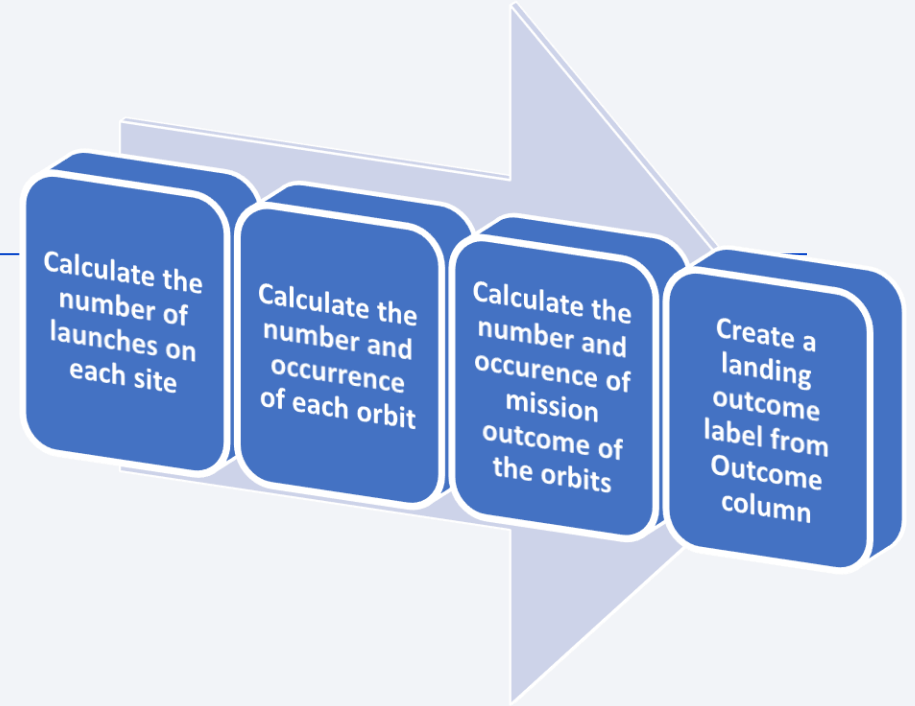 Calculate the
number of
launches on
each site
Calculate the
number and
occurrence
of each orbit
Calculate the
number and
occurence of
mission
outcome of
the orbits
Create a
landing
outcome
label from
Outcome
column